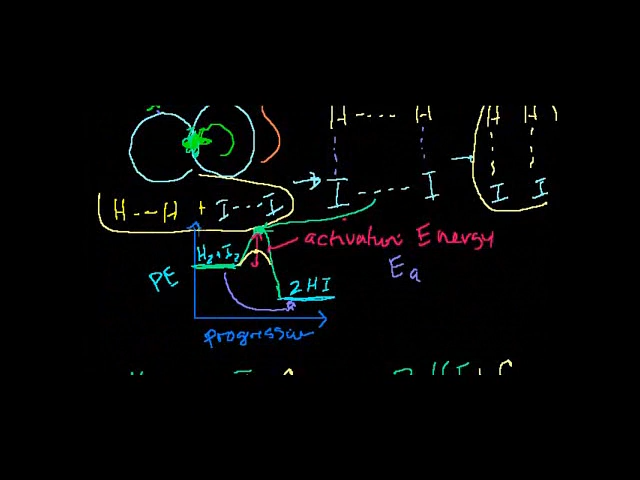 H ---- H H H
H -- H + I --- I → I ---- I → I I
activation Energy
H₂ + I₂
Ea
PE
2HI
progression